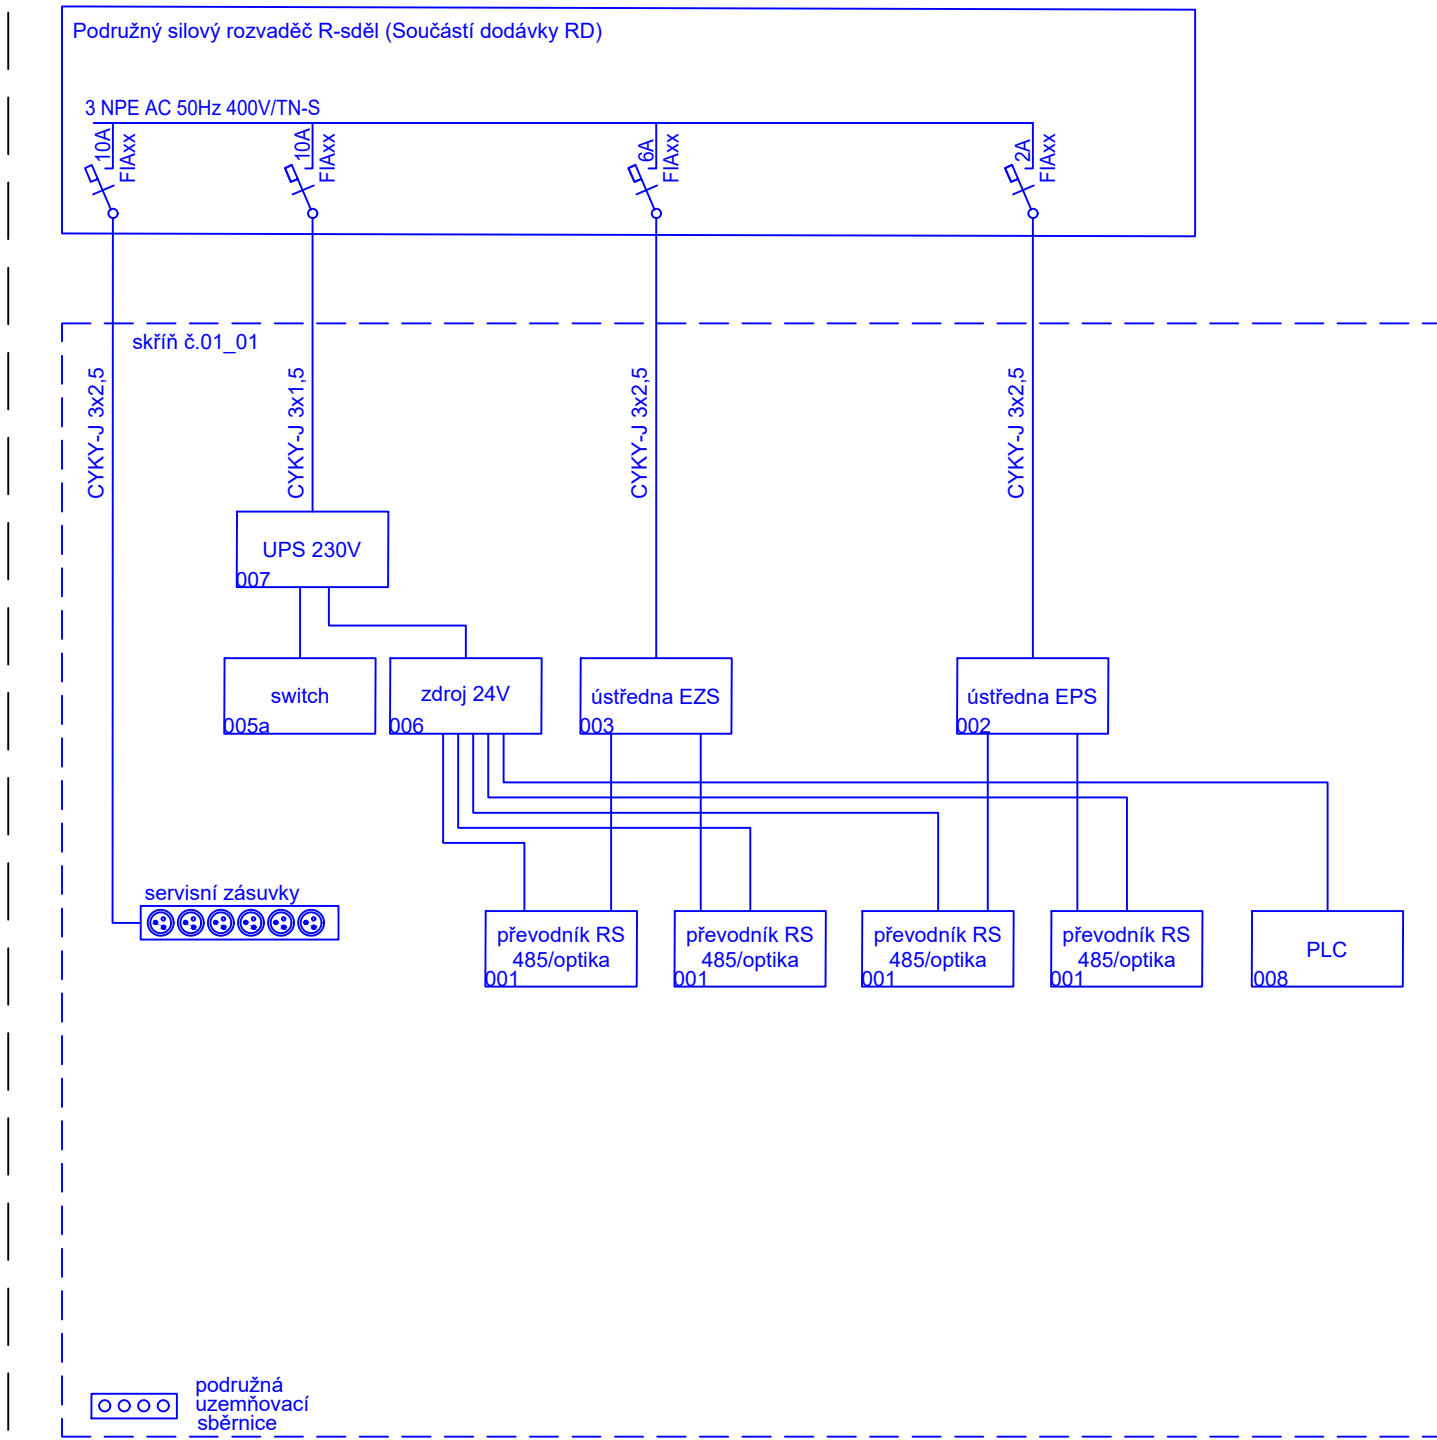 Podružný silový rozvaděč R-sděl (Součástí dodávky RD)
3 NPE AC 50Hz 400V/TN-S
10A
FIAxx
10A
FIAxx
6A
FIAxx
2A
FIAxx
skříň č.01_01
CYKY-J 3x2,5
CYKY-J 3x1,5
CYKY-J 3x2,5
CYKY-J 3x2,5
UPS 230V
007
switch
005a
zdroj 24V
006
ústředna EZS
003
ústředna EPS
002
servisní zásuvky
převodník RS
485/optika
001
převodník RS
485/optika
001
převodník RS
485/optika
001
převodník RS
485/optika
001
PLC
008
podružná
uzemňovací
sběrnice